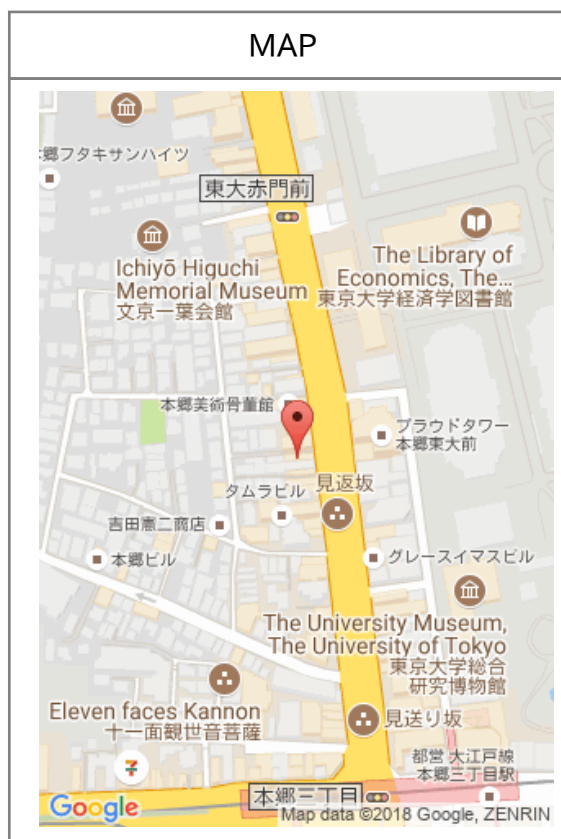 MAP
本郷フタキサンハイツ
東大赤門前
Ichiyō Higuchi
Memorial Museum
文京一葉会館
The Library of
Economics, The...
東京大学経済学図書館
本郷美術骨董館
プラウドタワー
本郷東大前
タムラビル
見返坂
吉田憲二商店
本郷ビル
グレースイマスビル
The University Museum,
The University of Tokyo
東京大学総合
研究博物館
Eleven faces Kannon
十一面観世音菩薩
見送り坂
7
都営 大江戸線
本郷三丁目駅
本郷三丁目
Google
Map data ©2018 Google, ZENRIN